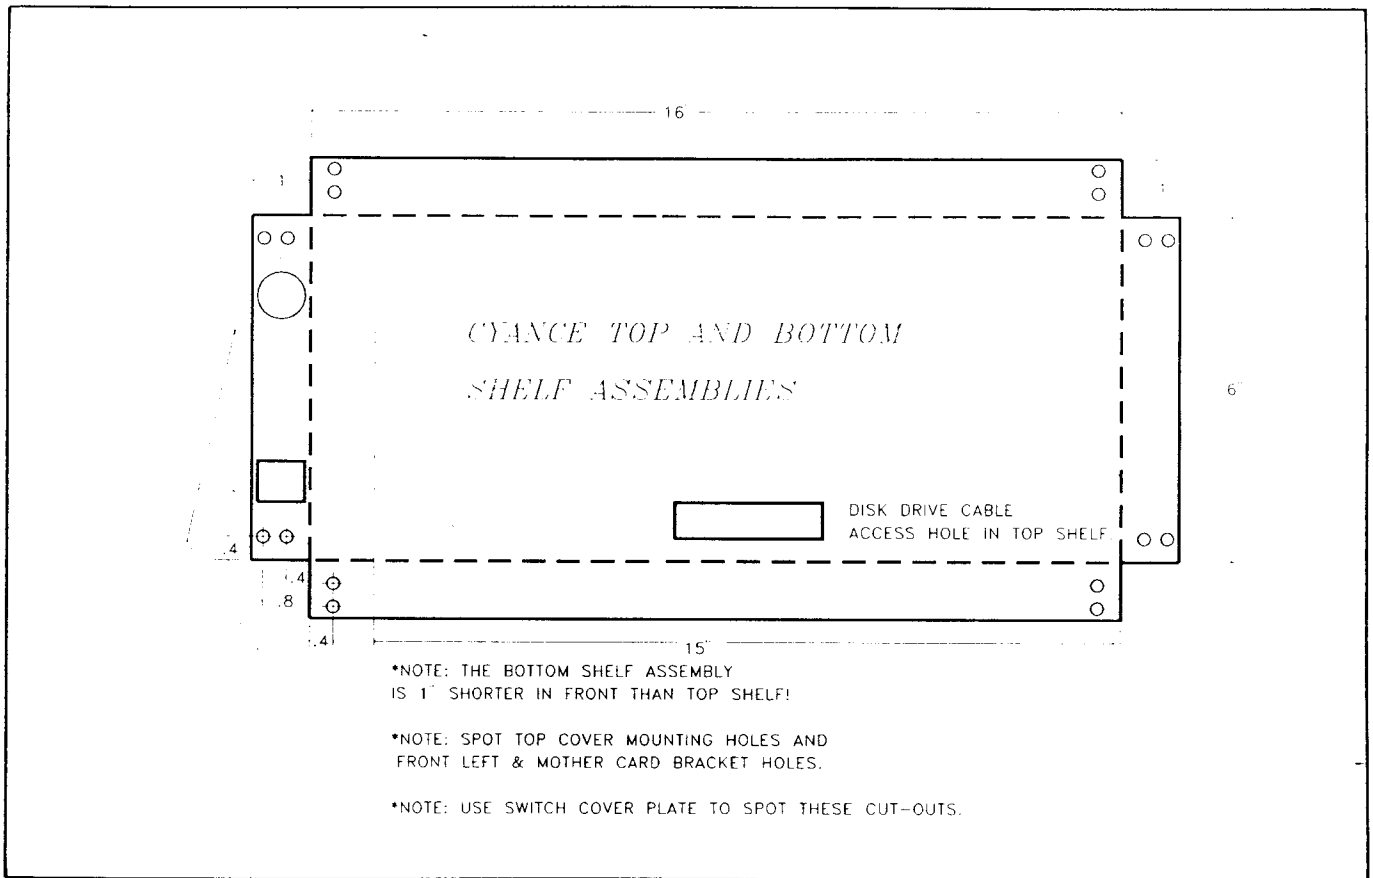 16"
1
1
CYANCE TOP AND BOTTOM
SHELF ASSEMBLIES
6"
DISK DRIVE CABLE
ACCESS HOLE IN TOP SHELF.
.4
.4
.8
.4
15"
*NOTE: THE BOTTOM SHELF ASSEMBLY
IS 1" SHORTER IN FRONT THAN TOP SHELF!
*NOTE: SPOT TOP COVER MOUNTING HOLES AND
FRONT LEFT & MOTHER CARD BRACKET HOLES.
*NOTE: USE SWITCH COVER PLATE TO SPOT THESE CUT-OUTS.